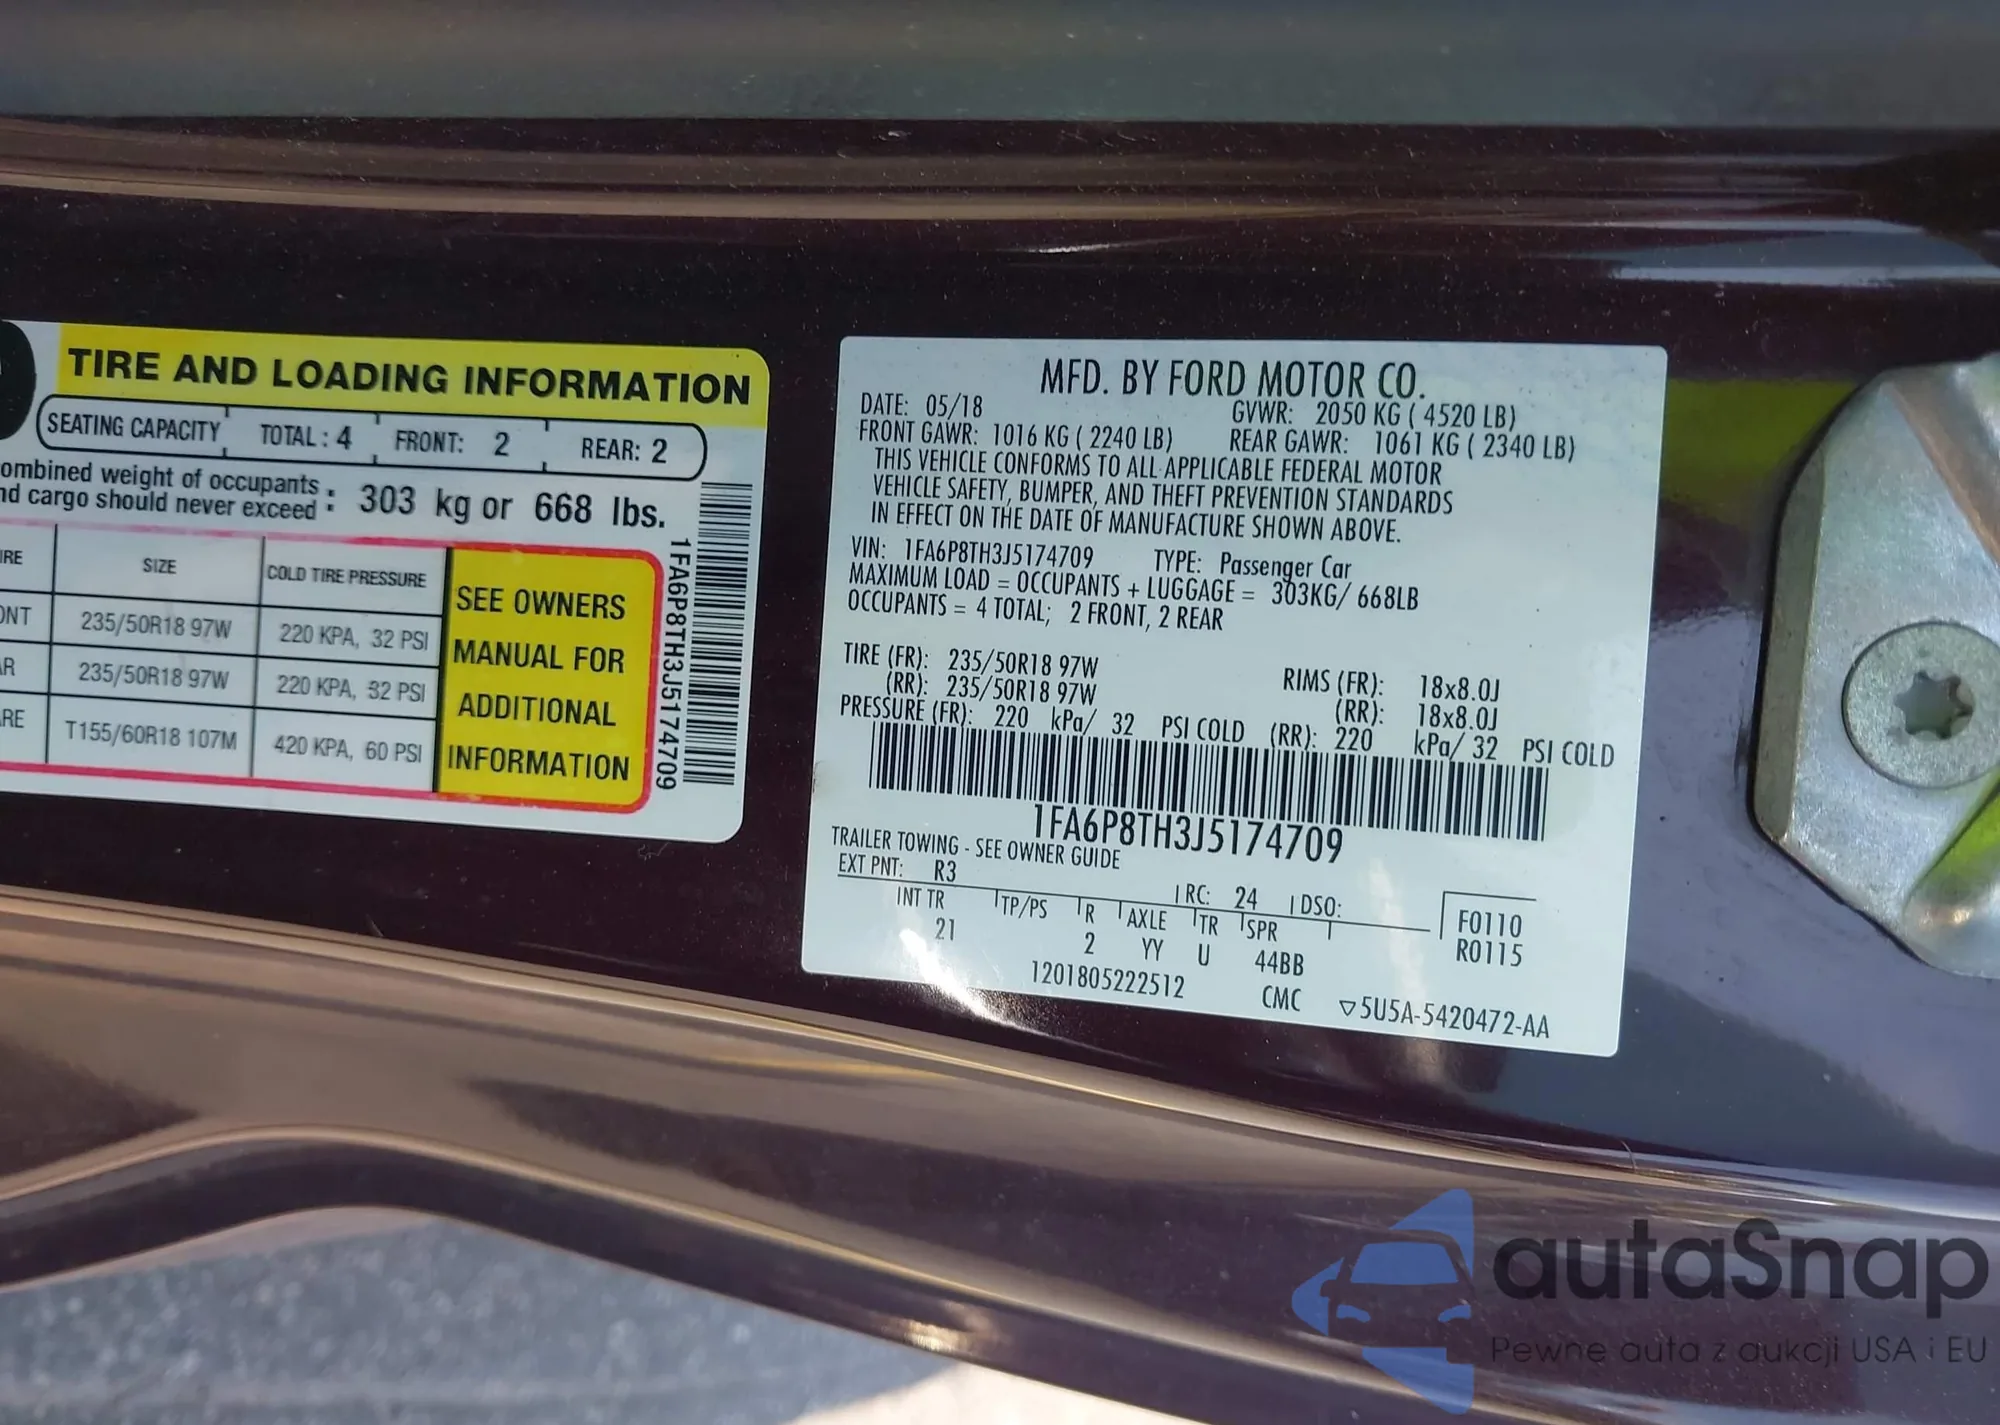 TIRE AND LOADING INFORMATION
SEATING CAPACITY TOTAL : 4 FRONT: 2 REAR: 2
ombined weight of occupants
nd cargo should never exceed : 303 kg or 668 lbs.
IRE SIZE COLD TIRE PRESSURE
ONT 235/50R18 97W 220 KPA, 32 PSI
AR 235/50R18 97W 220 KPA, 32 PSI
ARE T155/60R18 107M 420 KPA, 60 PSI
SEE OWNERS
MANUAL FOR
ADDITIONAL
INFORMATION
1FA6P8TH3J5174709
MFD. BY FORD MOTOR CO.
DATE: 05/18 GVWR: 2050 KG ( 4520 LB)
FRONT GAWR: 1016 KG ( 2240 LB) REAR GAWR: 1061 KG ( 2340 LB)
THIS VEHICLE CONFORMS TO ALL APPLICABLE FEDERAL MOTOR
VEHICLE SAFETY, BUMPER, AND THEFT PREVENTION STANDARDS
IN EFFECT ON THE DATE OF MANUFACTURE SHOWN ABOVE.
VIN: 1FA6P8TH3J5174709 TYPE: Passenger Car
MAXIMUM LOAD = OCCUPANTS + LUGGAGE = 303KG/ 668LB
OCCUPANTS = 4 TOTAL; 2 FRONT, 2 REAR
TIRE (FR): 235/50R18 97W RIMS (FR): 18x8.0J
(RR): 235/50R18 97W (RR): 18x8.0J
PRESSURE (FR): 220 kPa/ 32 PSI COLD (RR): 220 kPa/ 32 PSI COLD
1FA6P8TH3J5174709
TRAILER TOWING - SEE OWNER GUIDE
EXT PNT: R3 RC: 24 DSO:
INT TR TP/PS R AXLE TR SPR F0110
21 2 YY U 44BB R0115
1201805222512 CMC ▽5U5A-5420472-AA
autaSnap
Pewne auta z aukcji USA i EU